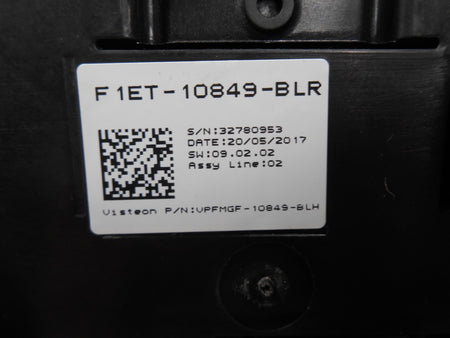 F1ET-10849-BLR
S/N:32780953
DATE:20/05/2017
SW:09.02.02
Assy Line:02
Visteon P/N:VPFMGF-10849-BLH